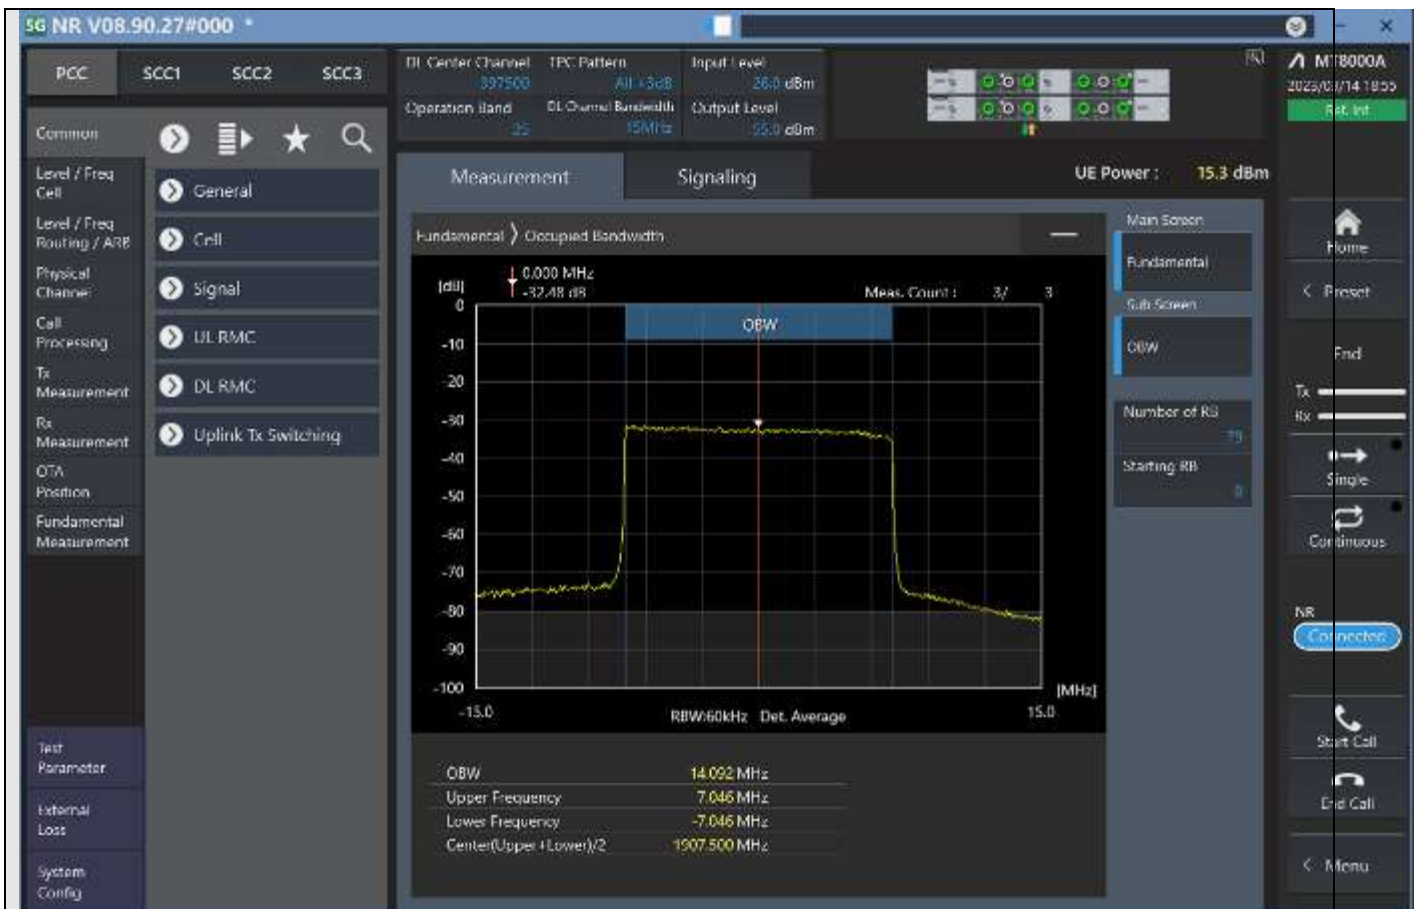 5G NR V08.90.27#000 *
PCC SCC1 SCC2 SCC3
DL Center Channel TPC Pattern Input Level
397500 All +3dB 26.0 dBm
Operation Band DL Channel Bandwidth Output Level
25 15MHz -55.0 dBm
MT8000A
2023/03/14 18:55
Common
Level / Freq
Cell
Level / Freq
Routing / ARB
Physical
Channel
Call
Processing
Tx
Measurement
Rx
Measurement
OTA
Position
Fundamental
Measurement
Test
Parameter
External
Loss
System
Config
General
Cell
Signal
UL RMC
DL RMC
Uplink Tx Switching
Measurement Signaling
UE Power : 15.3 dBm
Fundamental Occupied Bandwidth
[dB]
0.000 MHz
-32.48 dB
Meas. Count : 3/ 3
OBW
0
-10
-20
-30
-40
-50
-60
-70
-80
-90
-100
[MHz]
-15.0 RBW:60kHz Det. Average 15.0
OBW 14.092 MHz
Upper Frequency 7.046 MHz
Lower Frequency -7.046 MHz
Center(Upper+Lower)/2 1907.500 MHz
Main Screen
Fundamental
Sub Screen
OBW
Number of RB
79
Starting RB
0
Home
< Preset
End
Tx
Rx
Single
Continuous
NR
Connected
Start Call
End Call
< Menu